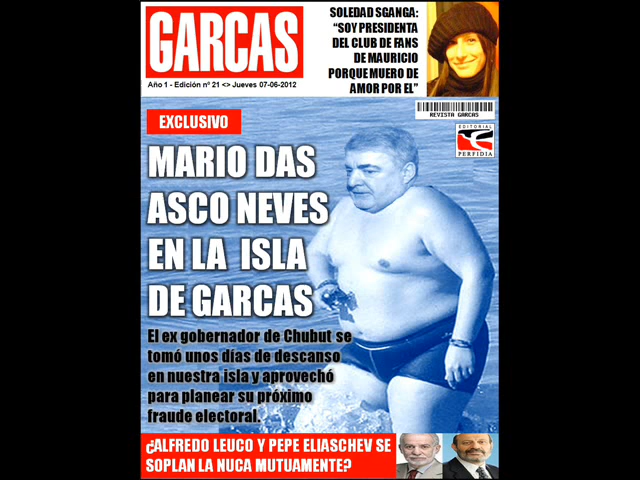 GARCAS
Año 1 - Edición nº 21 <> Jueves 07-06-2012
SOLEDAD SGANGA:
“SOY PRESIDENTA
DEL CLUB DE FANS
DE MAURICIO
PORQUE MUERO DE
AMOR POR EL”
REVISTA GARCAS
EDITORIAL
PERFIDIA
EXCLUSIVO
MARIO DAS
ASCO NEVES
EN LA ISLA
DE GARCAS
El ex gobernador de Chubut se
tomó unos días de descanso
en nuestra isla y aprovechó
para planear su próximo
fraude electoral.
¿ALFREDO LEUCO Y PEPE ELIASCHEV SE
SOPLAN LA NUCA MUTUAMENTE?